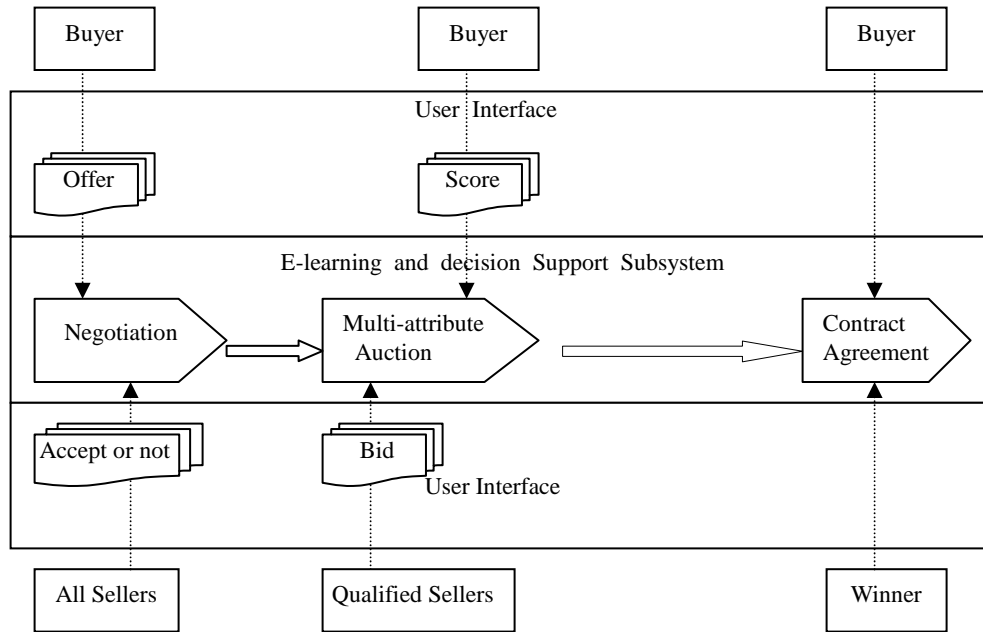 Buyer
Buyer
Buyer
User Interface
Offer
Score
E-learning and decision Support Subsystem
Negotiation
Multi-attribute
Auction
Contract
Agreement
Accept or not
Bid
User Interface
All Sellers
Qualified Sellers
Winner